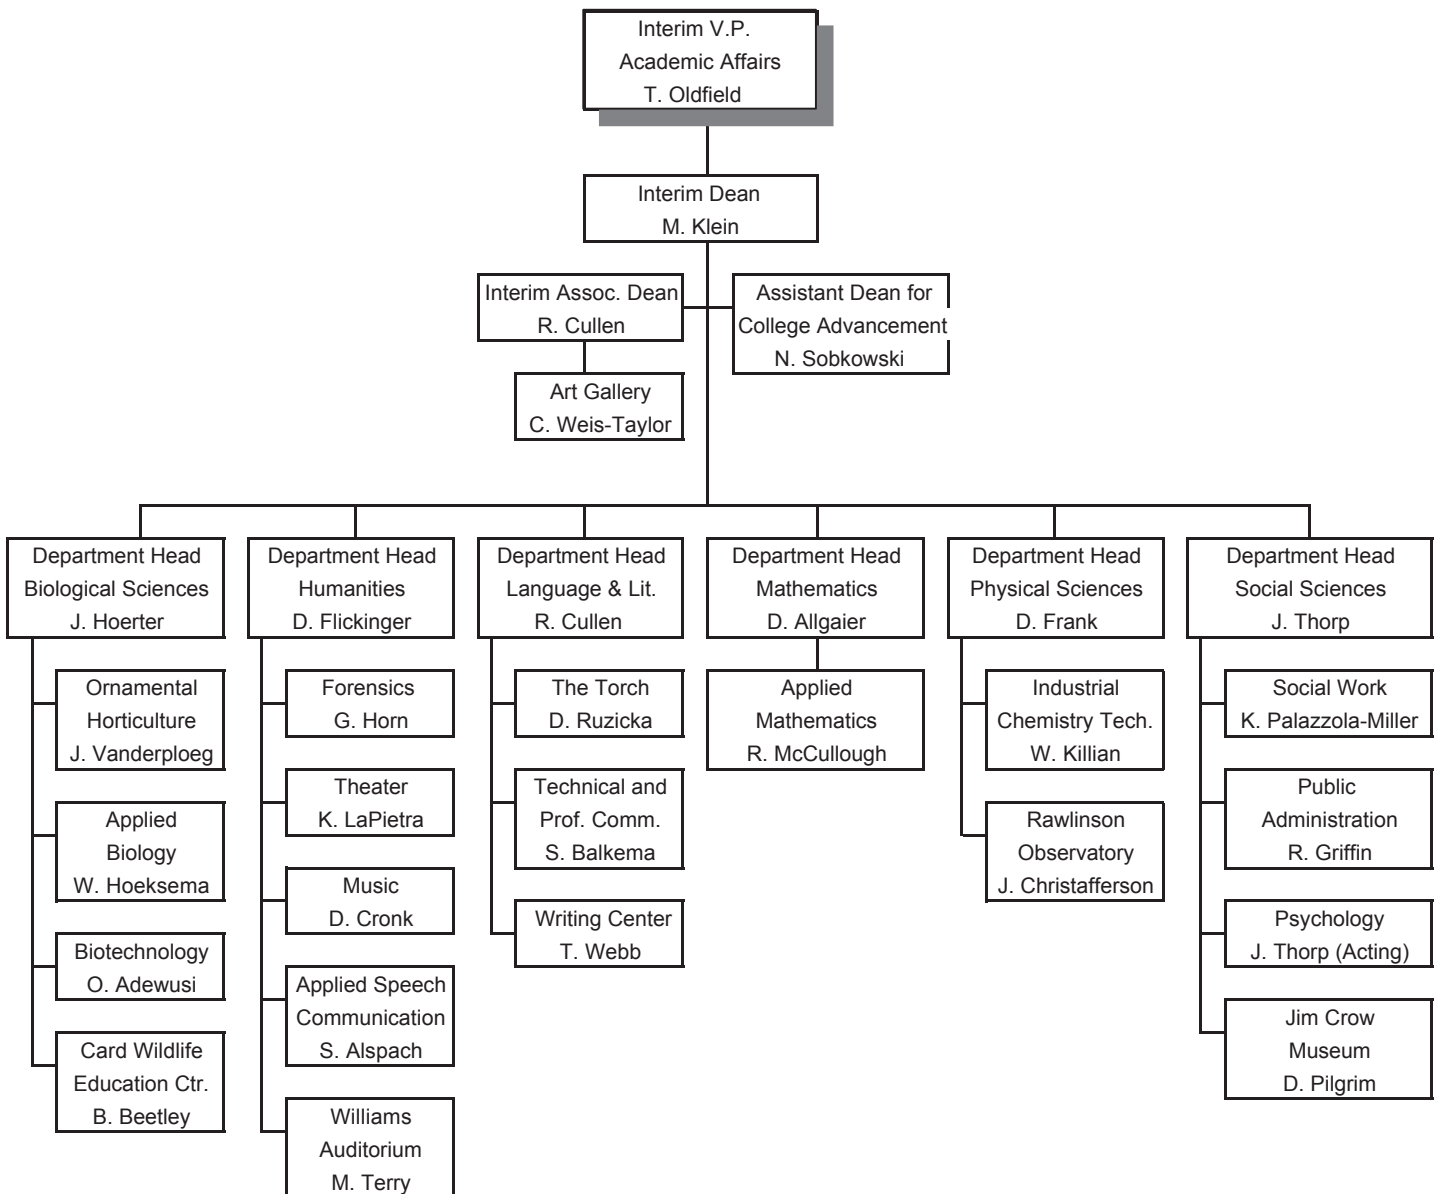 Interim V.P.
Academic Affairs
T. Oldfield
Interim Dean
M. Klein
Interim Assoc. Dean
R. Cullen
Assistant Dean for
College Advancement
N. Sobkowski
Art Gallery
C. Weis-Taylor
Department Head
Biological Sciences
J. Hoerter
Ornamental
Horticulture
J. Vanderploeg
Applied
Biology
W. Hoeksema
Biotechnology
O. Adewusi
Card Wildlife
Education Ctr.
B. Beetley
Department Head
Humanities
D. Flickinger
Forensics
G. Horn
Theater
K. LaPietra
Music
D. Cronk
Applied Speech
Communication
S. Alspach
Williams
Auditorium
M. Terry
Department Head
Language & Lit.
R. Cullen
The Torch
D. Ruzicka
Technical and
Prof. Comm.
S. Balkema
Writing Center
T. Webb
Department Head
Mathematics
D. Allgaier
Applied
Mathematics
R. McCullough
Department Head
Physical Sciences
D. Frank
Industrial
Chemistry Tech.
W. Killian
Rawlinson
Observatory
J. Christafferson
Department Head
Social Sciences
J. Thorp
Social Work
K. Palazzola-Miller
Public
Administration
R. Griffin
Psychology
J. Thorp (Acting)
Jim Crow
Museum
D. Pilgrim